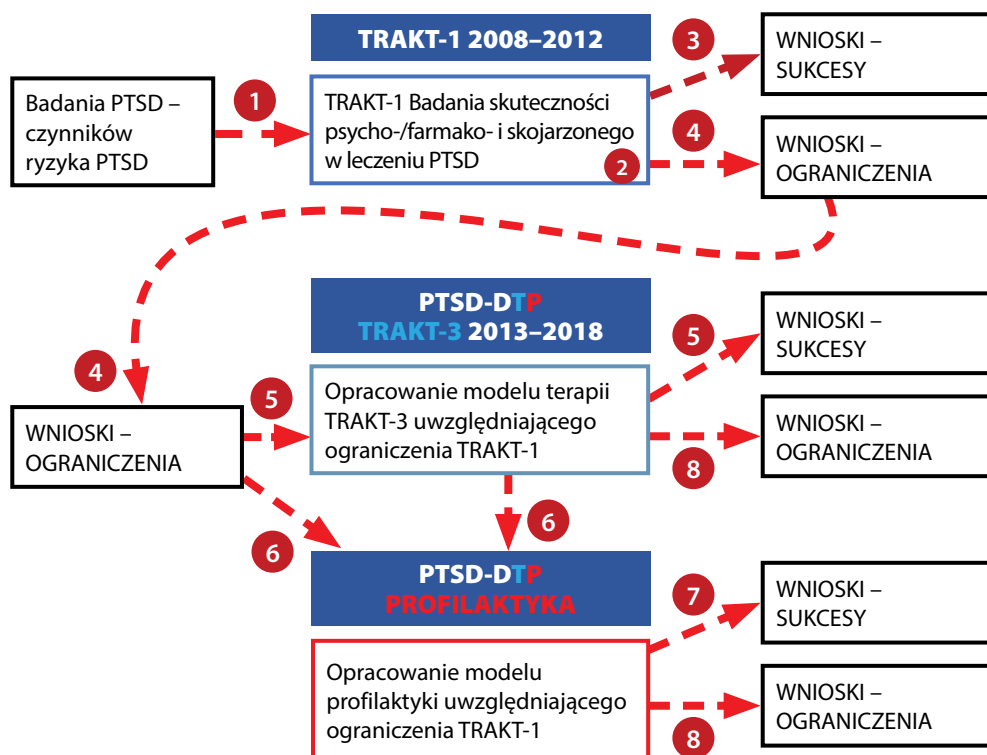 TRAKT-1 2008–2012
3
WNIOSKI –
SUKCESY
Badania PTSD –
czynników
ryzyka PTSD
1
TRAKT-1 Badania skuteczności
psycho-/farmako- i skojarzonego
w leczeniu PTSD
2
4
WNIOSKI –
OGRANICZENIA
PTSD-DTP
TRAKT-3 2013–2018
5
WNIOSKI –
SUKCESY
4
WNIOSKI –
OGRANICZENIA
5
Opracowanie modelu terapii
TRAKT-3 uwzględniającego
ograniczenia TRAKT-1
8
WNIOSKI –
OGRANICZENIA
6
6
PTSD-DTP
PROFILAKTYKA
7
WNIOSKI –
SUKCESY
Opracowanie modelu
profilaktyki uwzględniającego
ograniczenia TRAKT-1
8
WNIOSKI –
OGRANICZENIA